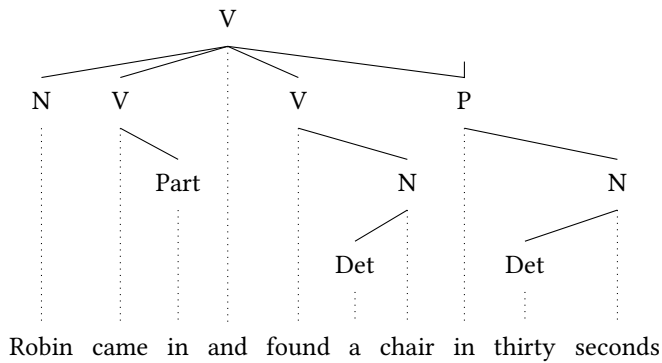 V
N V V P
Part N N
Det Det
Robin came in and found a chair in thirty seconds